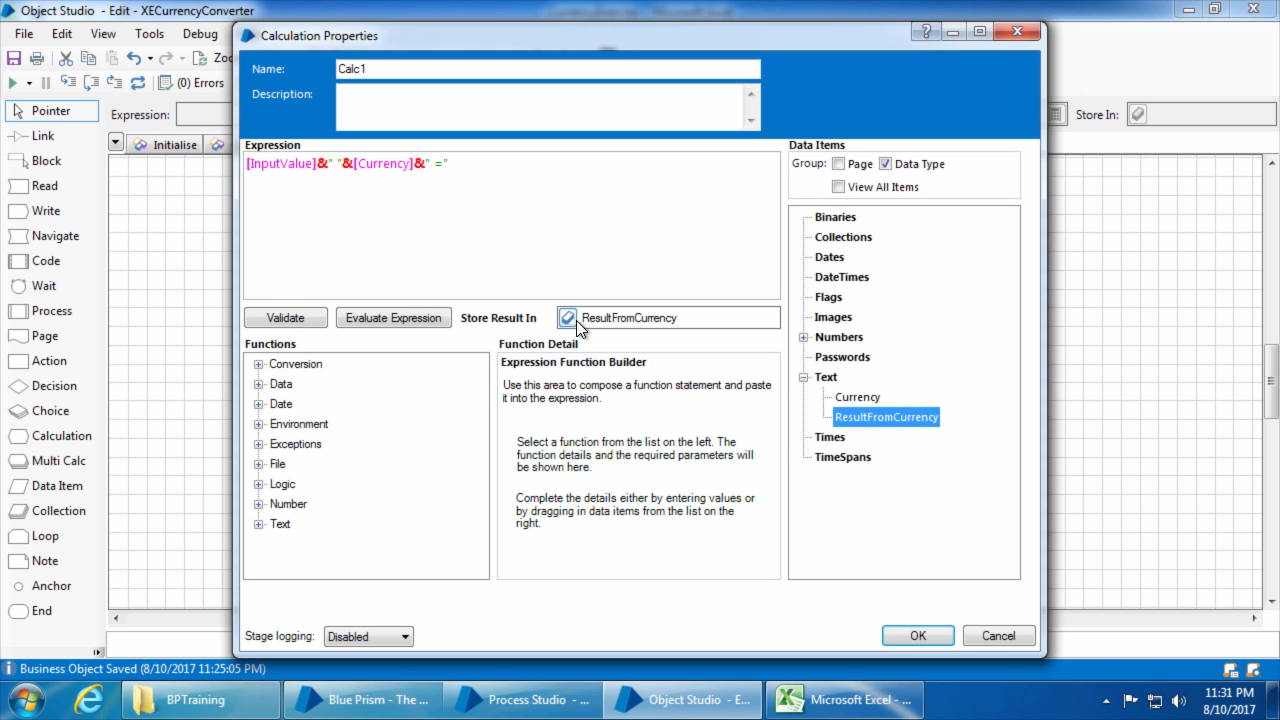 Object Studio - Edit - XECurrencyConverter
File Edit View Tools Debug
Zoo
(0) Errors
Pointer
Expression:
Store In:
Link
Initialise
Block
Read
Write
Navigate
Code
Wait
Process
Page
Action
Decision
Choice
Calculation
Multi Calc
Data Item
Collection
Loop
Note
Anchor
End
Calculation Properties
Name: Calc1
Description:
Expression
[InputValue]&" "&[Currency]&" ="
Data Items
Group: Page Data Type
View All Items
Binaries
Collections
Dates
DateTimes
Flags
Images
Numbers
Passwords
Text
Currency
ResultFromCurrency
Times
TimeSpans
Validate Evaluate Expression Store Result In ResultFromCurrency
Functions
Conversion
Data
Date
Environment
Exceptions
File
Logic
Number
Text
Function Detail
Expression Function Builder
Use this area to compose a function statement and paste
it into the expression.
Select a function from the list on the left. The
function details and the required parameters will
be shown here.
Complete the details either by entering values or
by dragging in data items from the list on the
right.
Stage logging: Disabled
OK Cancel
Business Object Saved (8/10/2017 11:25:05 PM)
BPTraining
Blue Prism - The ...
Process Studio - ...
Object Studio - E...
Microsoft Excel - ...
11:31 PM
8/10/2017